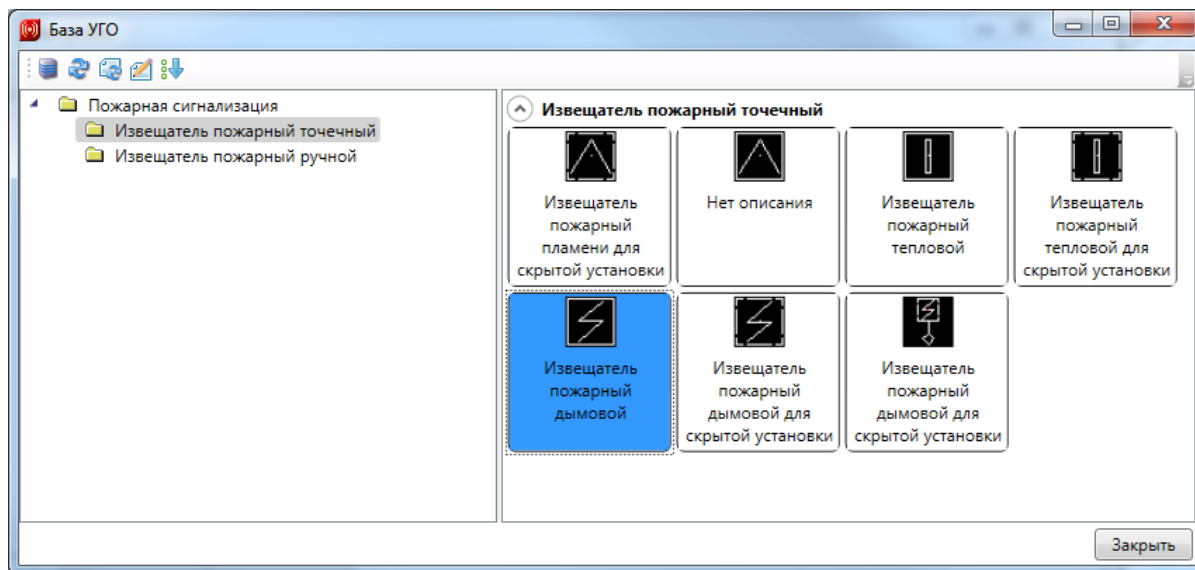 База УГО
Пожарная сигнализация
Извещатель пожарный точечный
Извещатель пожарный ручной
Извещатель пожарный точечный
Извещатель
пожарный
пламени для
скрытой установки
Нет описания
Извещатель
пожарный
тепловой
Извещатель
пожарный
тепловой для
скрытой установки
Извещатель
пожарный
дымовой
Извещатель
пожарный
дымовой для
скрытой установки
Извещатель
пожарный
дымовой для
скрытой установки
Закрыть